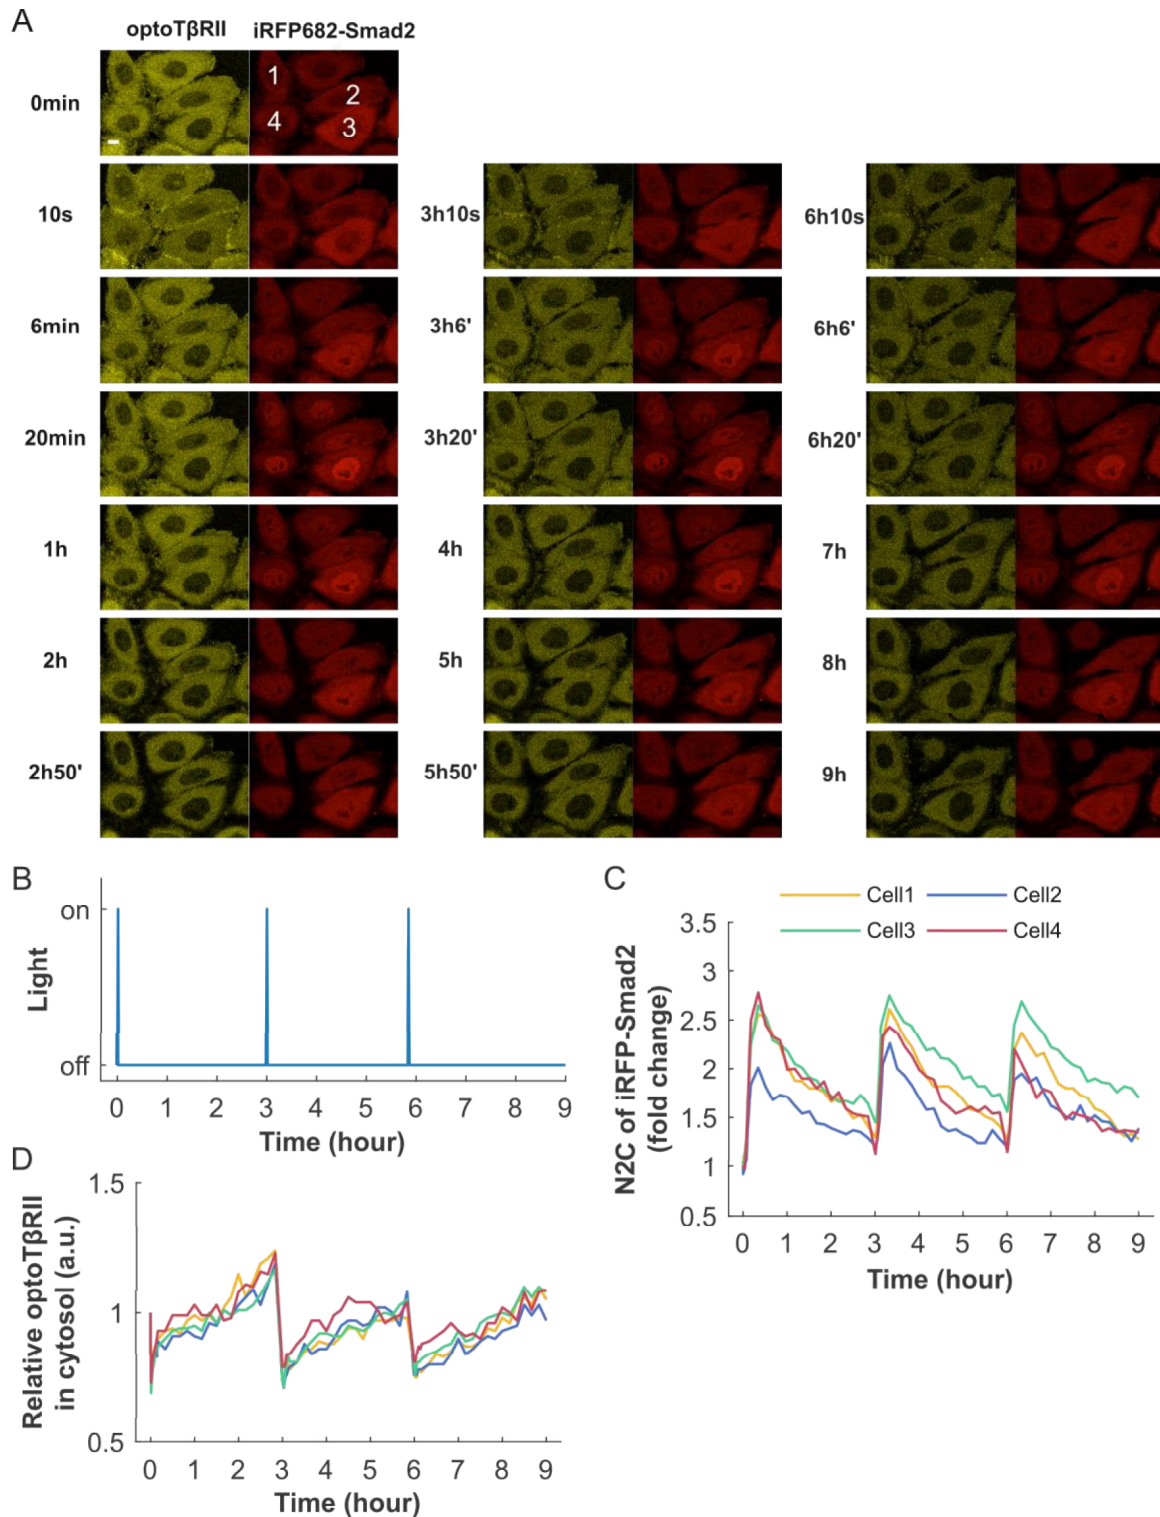 A
optoTβRII iRFP682-Smad2
0min
1
2
4
3
10s 3h10s 6h10s
6min 3h6' 6h6'
20min 3h20' 6h20'
1h 4h 7h
2h 5h 8h
2h50' 5h50' 9h
B
on
off
Light
0 1 2 3 4 5 6 7 8 9
Time (hour)
C
Cell1 Cell2
Cell3 Cell4
3.5
3
2.5
2
1.5
1
0.5
N2C of iRFP-Smad2
(fold change)
0 1 2 3 4 5 6 7 8 9
Time (hour)
D
1.5
1
0.5
Relative optoTβRII
in cytosol (a.u.)
0 1 2 3 4 5 6 7 8 9
Time (hour)